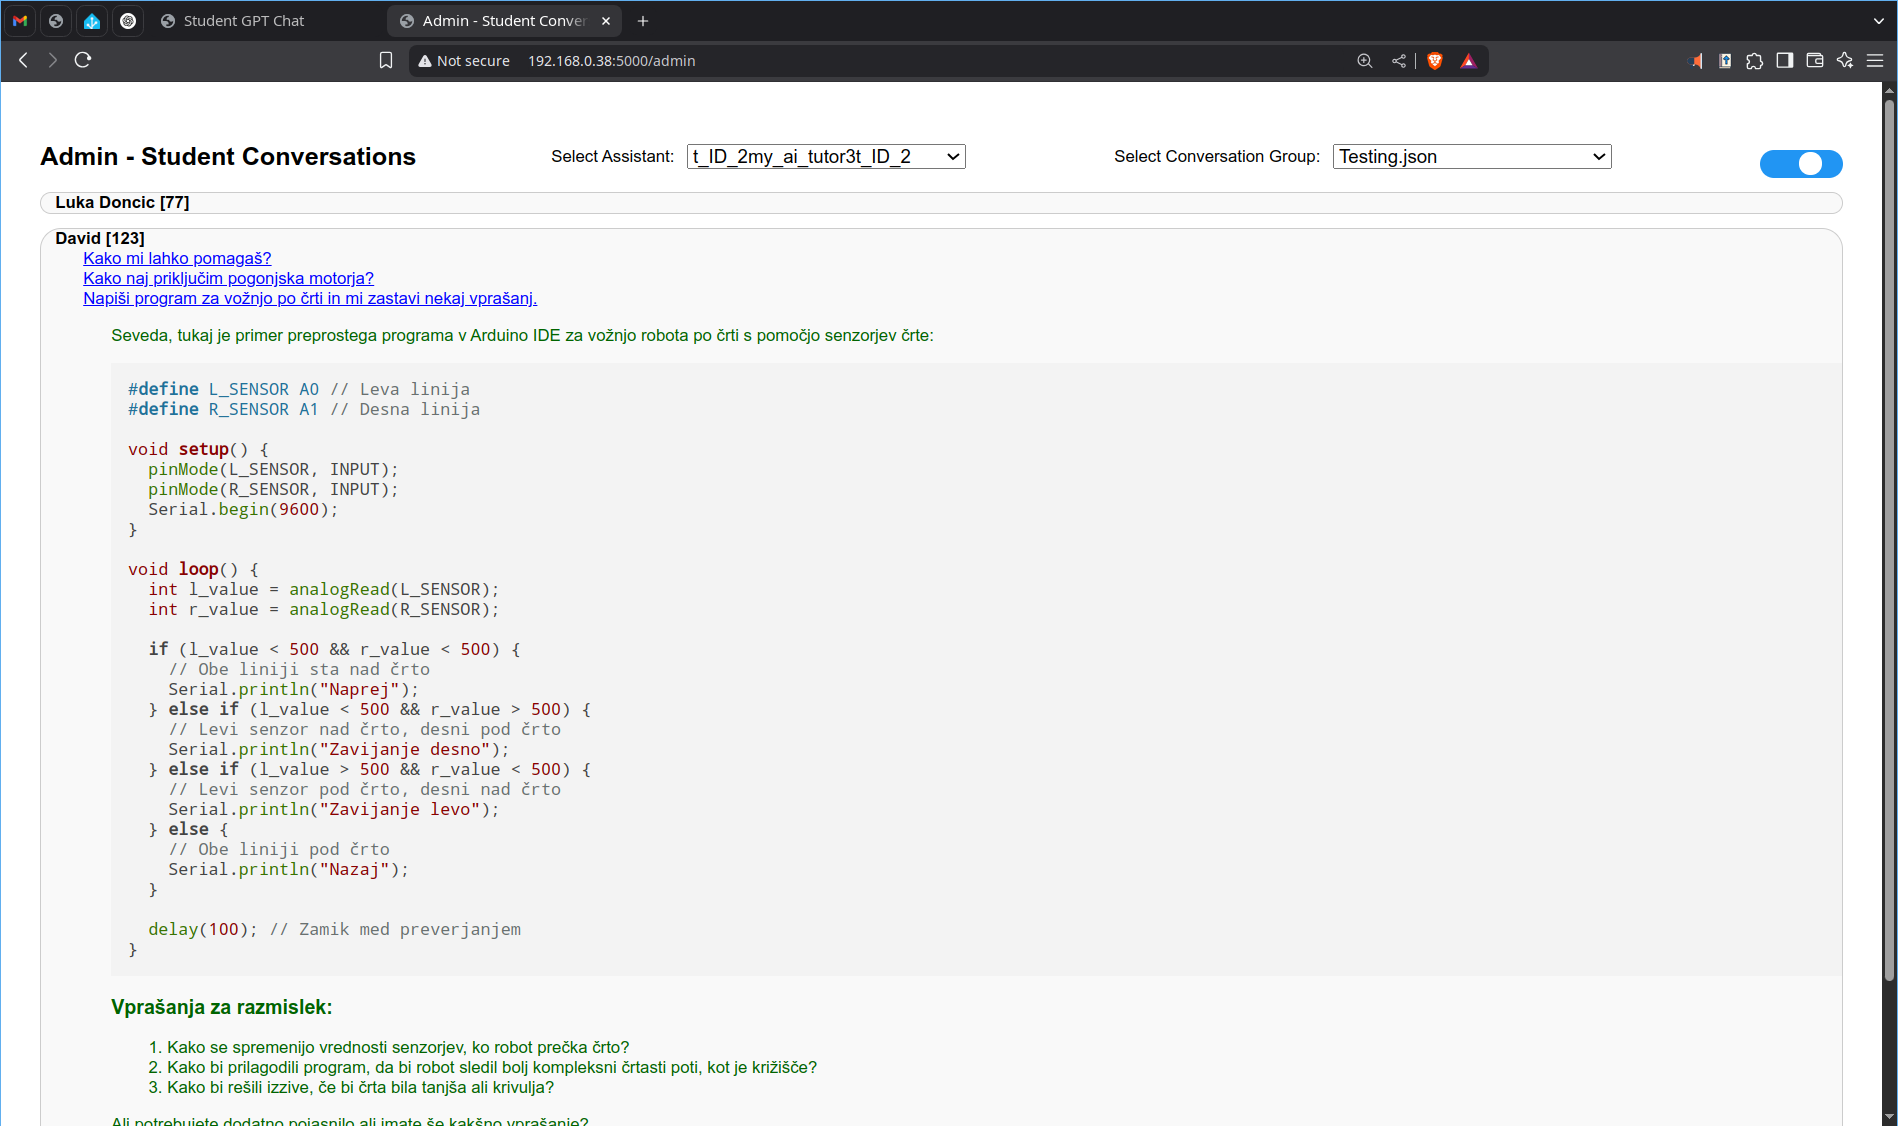 Student GPT Chat
Admin - Student Conver
Not secure 192.168.0.38:5000/admin
Admin - Student Conversations
Select Assistant: t_ID_2my_ai_tutor3t_ID_2
Select Conversation Group: Testing.json
Luka Doncic [77]
David [123]
Kako mi lahko pomagaš?
Kako naj priključim pogonjska motorja?
Napiši program za vožnjo po črti in mi zastavi nekaj vprašanj.
Seveda, tukaj je primer preprostega programa v Arduino IDE za vožnjo robota po črti s pomočjo senzorjev črte:
#define L_SENSOR A0 // Leva linija
#define R_SENSOR A1 // Desna linija
void setup() {
pinMode(L_SENSOR, INPUT);
pinMode(R_SENSOR, INPUT);
Serial.begin(9600);
}
void loop() {
int l_value = analogRead(L_SENSOR);
int r_value = analogRead(R_SENSOR);
if (l_value < 500 && r_value < 500) {
// Obe liniji sta nad črto
Serial.println("Naprej");
} else if (l_value < 500 && r_value > 500) {
// Levi senzor nad črto, desni pod črto
Serial.println("Zavijanje desno");
} else if (l_value > 500 && r_value < 500) {
// Levi senzor pod črto, desni nad črto
Serial.println("Zavijanje levo");
} else {
// Obe liniji pod črto
Serial.println("Nazaj");
}
delay(100); // Zamik med preverjanjem
}
Vprašanja za razmislek:
1. Kako se spremenijo vrednosti senzorjev, ko robot prečka črto?
2. Kako bi prilagodili program, da bi robot sledil bolj kompleksni črtasti poti, kot je križišče?
3. Kako bi rešili izzive, če bi črta bila tanjša ali krivulja?
Ali potrebujete dodatno pojasnilo ali imate še kakšno vprašanje?